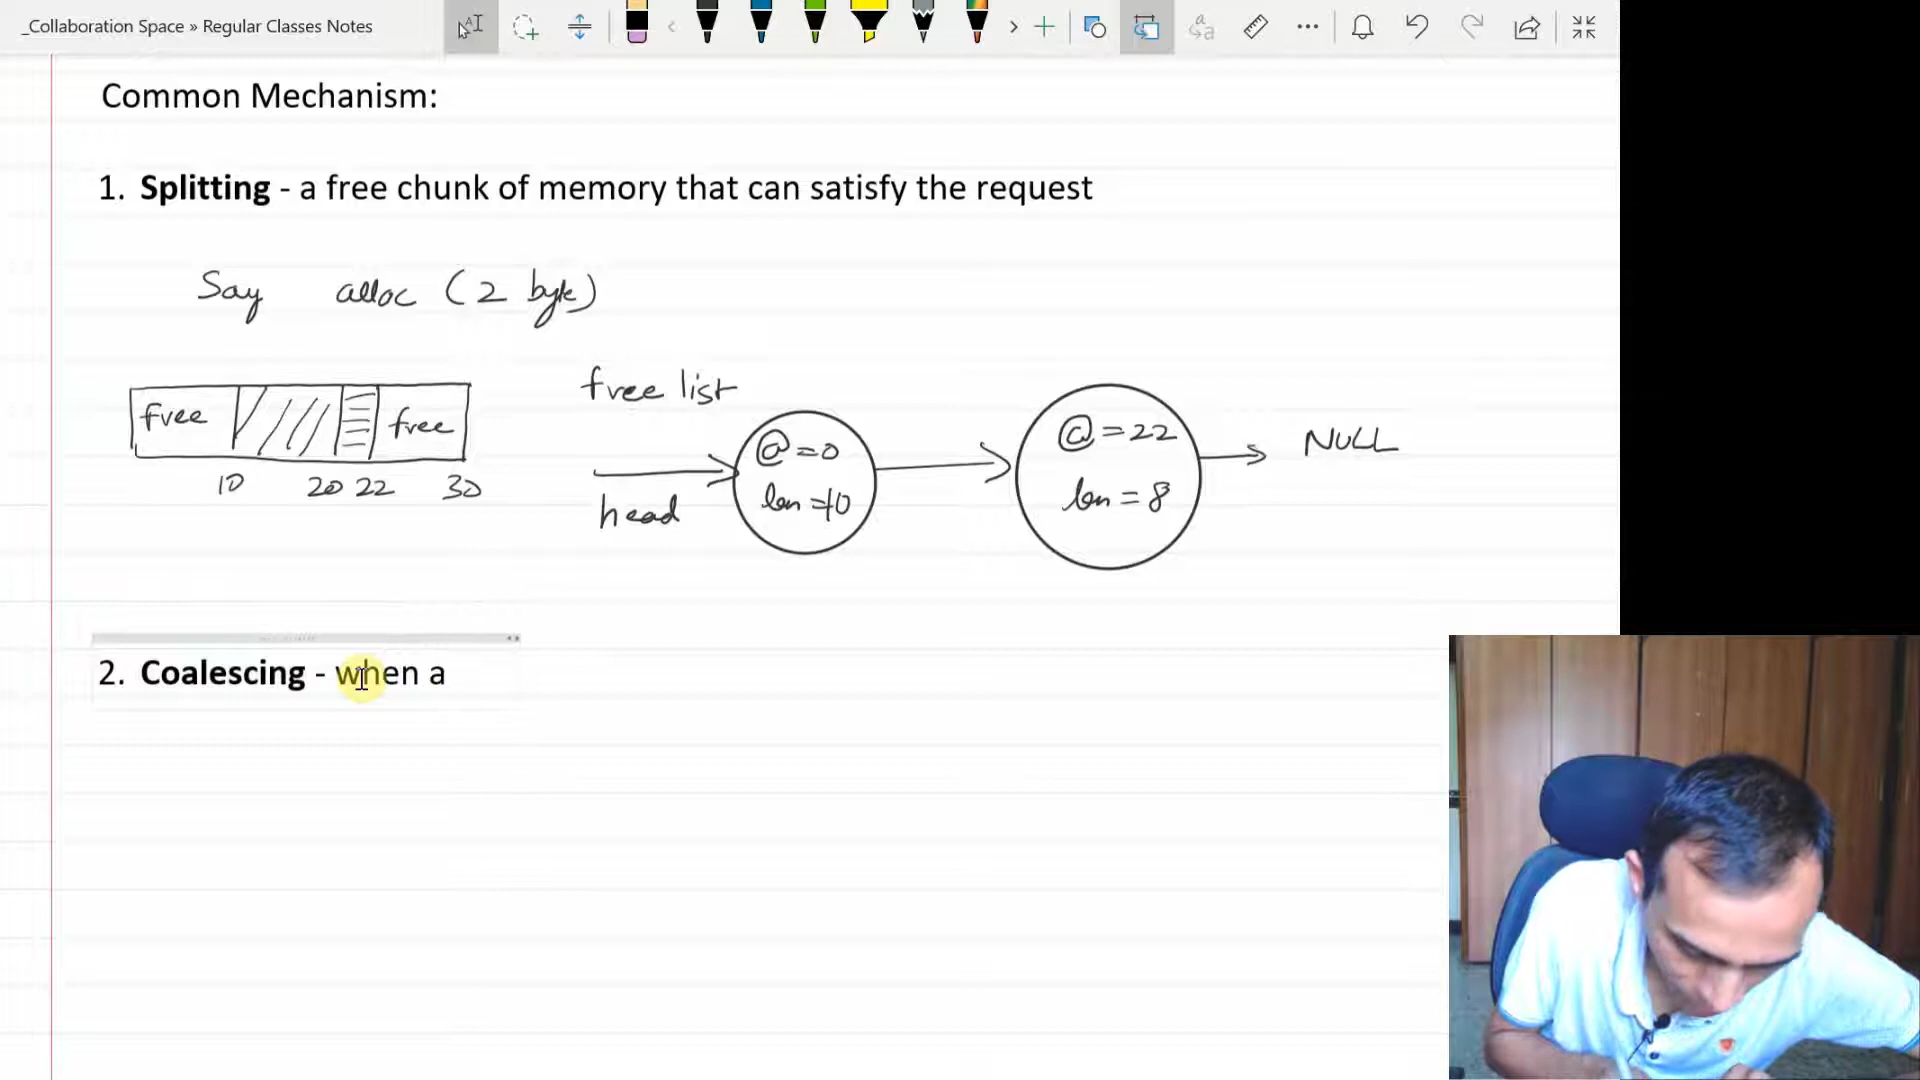 _Collaboration Space » Regular Classes Notes
Common Mechanism:
1. Splitting - a free chunk of memory that can satisfy the request
Say alloc (2 byte)
free list
free free
10 20 22 30
head
@=0
len=10
@=22
len=8
NULL
2. Coalescing - when a